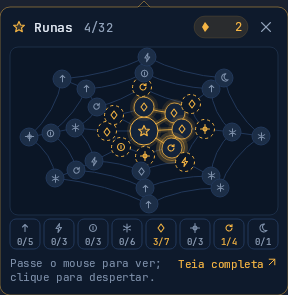 Runas 4/32 2
0/5 0/3 0/3 0/6 3/7 0/3 1/4 0/1
Passe o mouse para ver; Teia completa
clique para despertar.